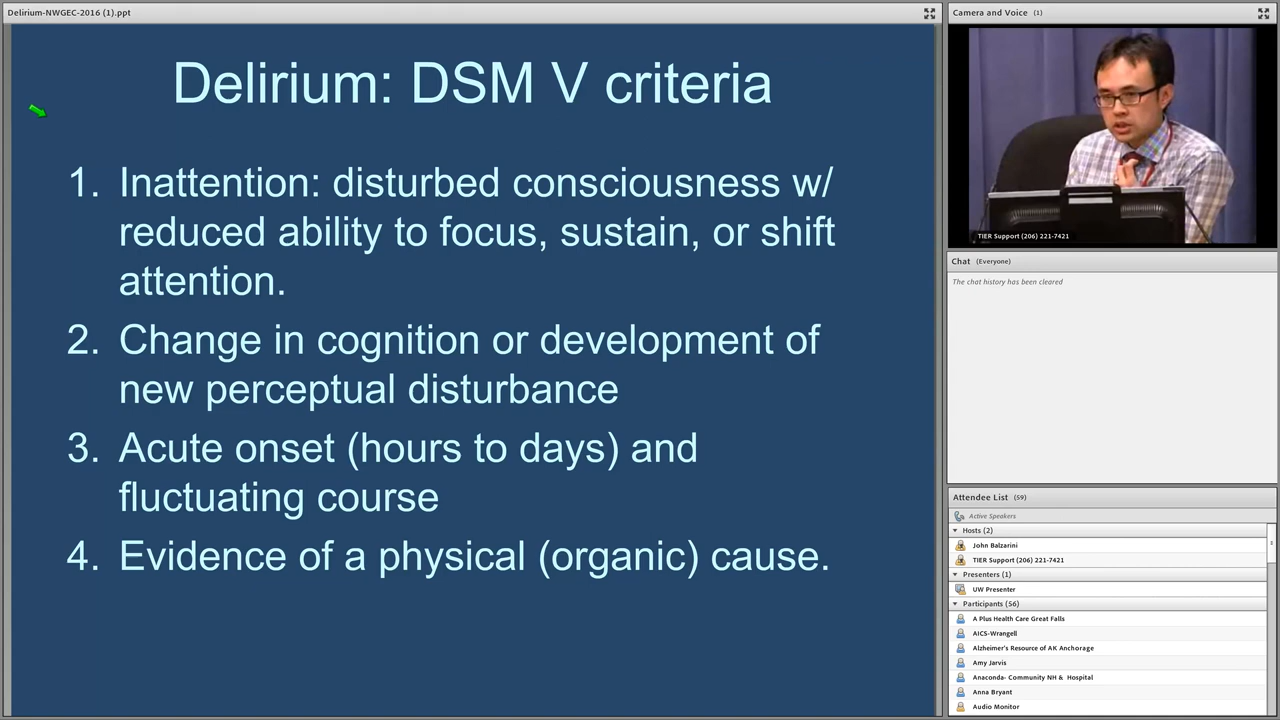 Delirium-NWGEC-2016 (1).ppt
Delirium: DSM V criteria
1. Inattention: disturbed consciousness w/
reduced ability to focus, sustain, or shift
attention.
2. Change in cognition or development of
new perceptual disturbance
3. Acute onset (hours to days) and
fluctuating course
4. Evidence of a physical (organic) cause.
Camera and Voice (1)
TIER Support (206) 221-7421
Chat (Everyone)
The chat history has been cleared
Attendee List (59)
Active Speakers
Hosts (2)
John Balzarini
TIER Support (206) 221-7421
Presenters (1)
UW Presenter
Participants (56)
A Plus Health Care Great Falls
AICS-Wrangell
Alzheimer's Resource of AK Anchorage
Amy Jarvis
Anaconda- Community NH & Hospital
Anna Bryant
Audio Monitor